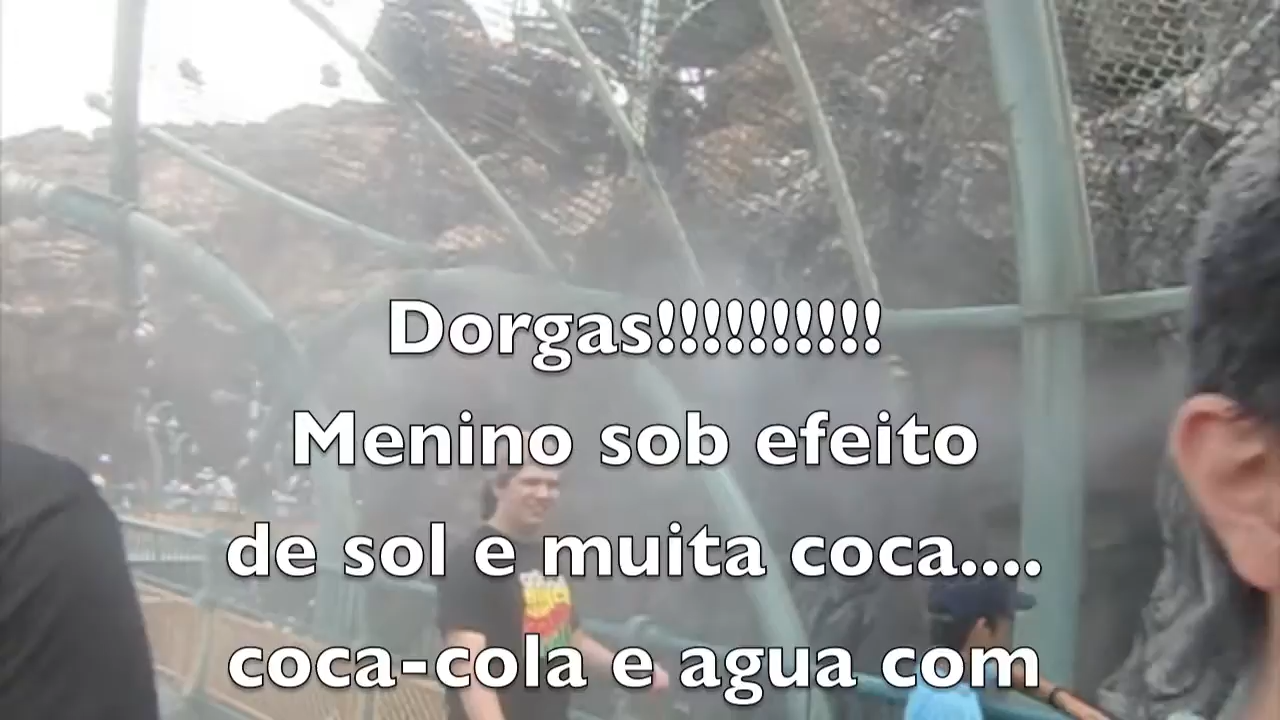 Dorgas!!!!!!!!!!
Menino sob efeito
de sol e muita coca....
coca-cola e agua com